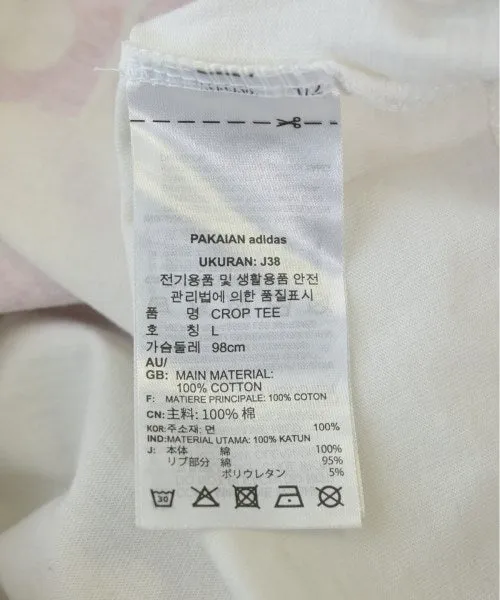 PAKAIAN adidas
UKURAN: J38
전기용품 및 생활용품 안전
관리법에 의한 품질표시
품 명 CROP TEE
호 칭 L
가슴둘레 98cm
AU/
GB: MAIN MATERIAL:
100% COTTON
F: MATIERE PRINCIPALE: 100% COTON
CN: 主料: 100% 棉
KOR: 주소재: 면 100%
IND: MATERIAL UTAMA: 100% KATUN
J: 本体 綿 100%
リブ部分 綿 95%
ポリウレタン 5%
30